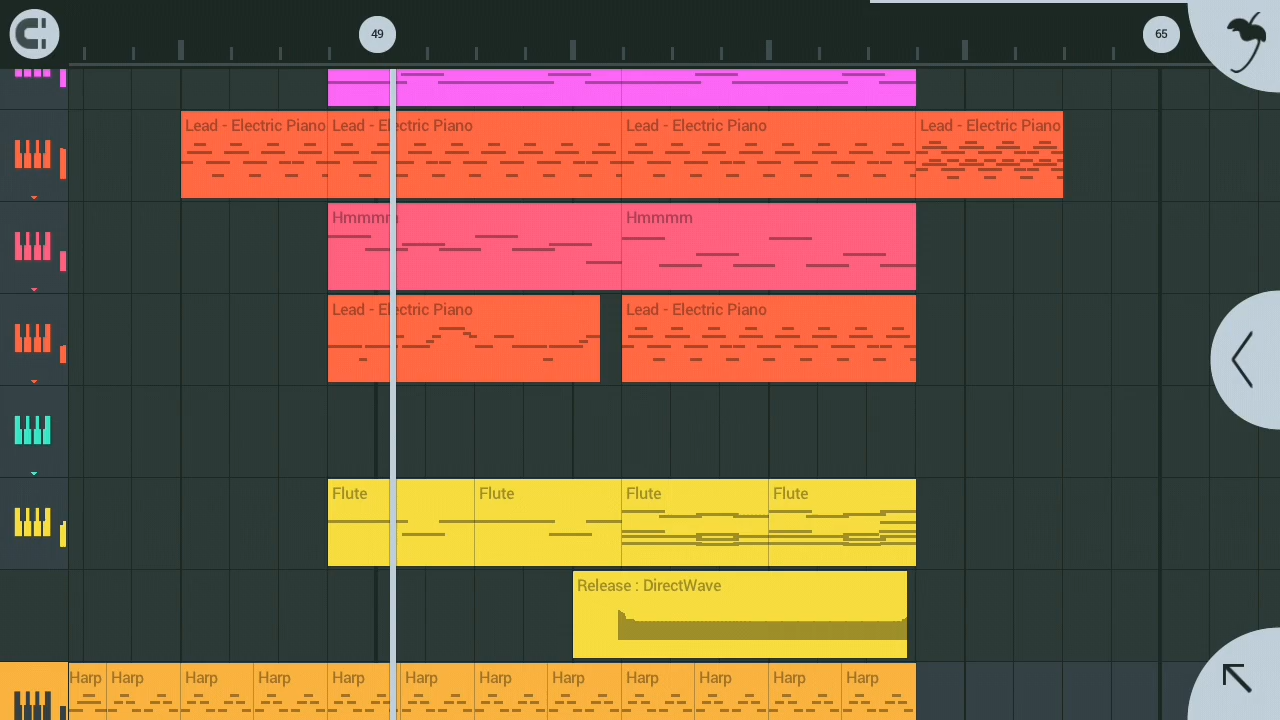 49 65
Lead - Electric Piano Lead - Electric Piano Lead - Electric Piano Lead - Electric Piano
Hmmmm Hmmmm
Lead - Electric Piano Lead - Electric Piano
Flute Flute Flute Flute
Release : DirectWave
Harp Harp Harp Harp Harp Harp Harp Harp Harp Harp Harp